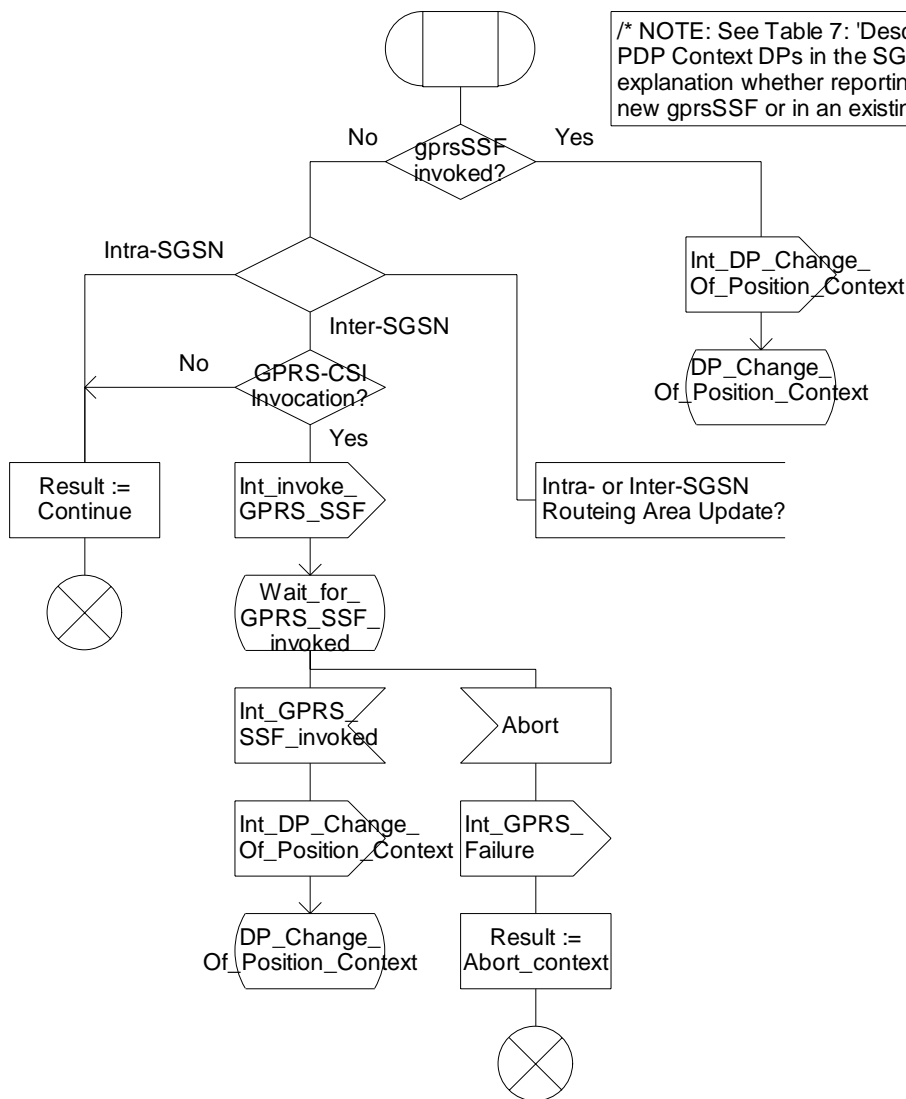 /* NOTE: See Table 7: 'Desc
PDP Context DPs in the SG
explanation whether reporting
new gprsSSF or in an existin
No
gprsSSF
invoked?
Yes
Intra-SGSN
Int_DP_Change_
Of_Position_Context
Inter-SGSN
No
GPRS-CSI
Invocation?
DP_Change_
Of_Position_Context
Yes
Result :=
Continue
Int_invoke_
GPRS_SSF
Intra- or Inter-SGSN
Routeing Area Update?
Wait_for_
GPRS_SSF_
invoked
Int_GPRS_
SSF_invoked
Abort
Int_DP_Change_
Of_Position_Context
Int_GPRS_
Failure
DP_Change_
Of_Position_Context
Result :=
Abort_context